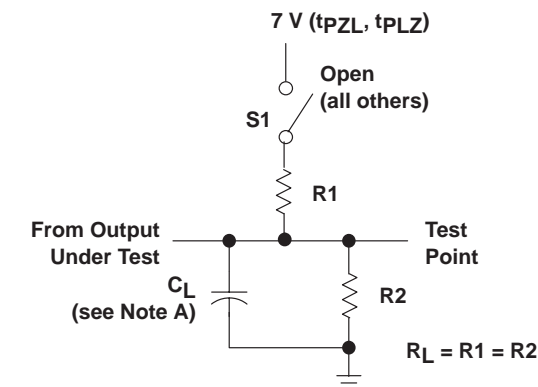 7 V (tPZL, tPLZ)
Open
(all others)
S1
R1
From Output
Under Test
Test
Point
CL
(see Note A)
R2
RL = R1 = R2